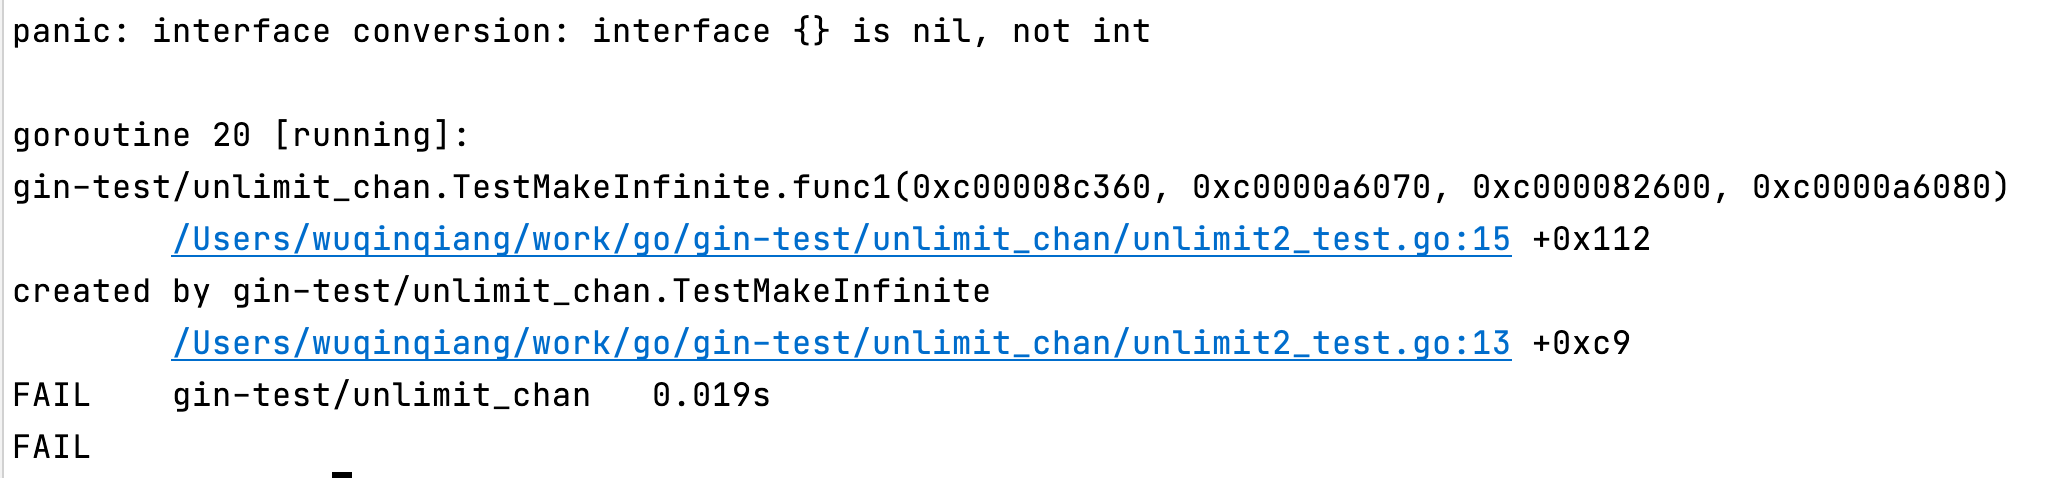 panic: interface conversion: interface {} is nil, not int
goroutine 20 [running]:
gin-test/unlimit_chan.TestMakeInfinite.func1(0xc00008c360, 0xc0000a6070, 0xc000082600, 0xc0000a6080)
/Users/wuqinqiang/work/go/gin-test/unlimit_chan/unlimit2_test.go:15 +0x112
created by gin-test/unlimit_chan.TestMakeInfinite
/Users/wuqinqiang/work/go/gin-test/unlimit_chan/unlimit2_test.go:13 +0xc9
FAIL    gin-test/unlimit_chan   0.019s
FAIL